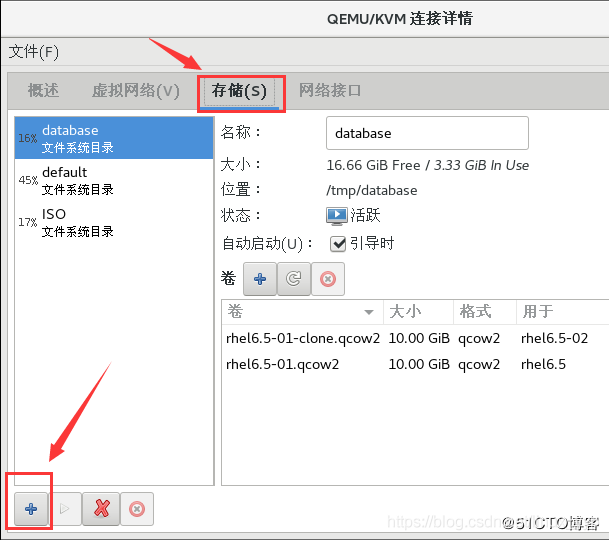 QEMU/KVM 连接详情
文件(F)
概述 虚拟网络(V) 存储(S) 网络接口
16% database
文件系统目录
45% default
文件系统目录
17% ISO
文件系统目录
名称： database
大小： 16.66 GiB Free / 3.33 GiB In Use
位置： /tmp/database
状态： 活跃
自动启动(U)： 引导时
卷
卷 大小 格式 用于
rhel6.5-01-clone.qcow2 10.00 GiB qcow2 rhel6.5-02
rhel6.5-01.qcow2 10.00 GiB qcow2 rhel6.5
@51CTO博客